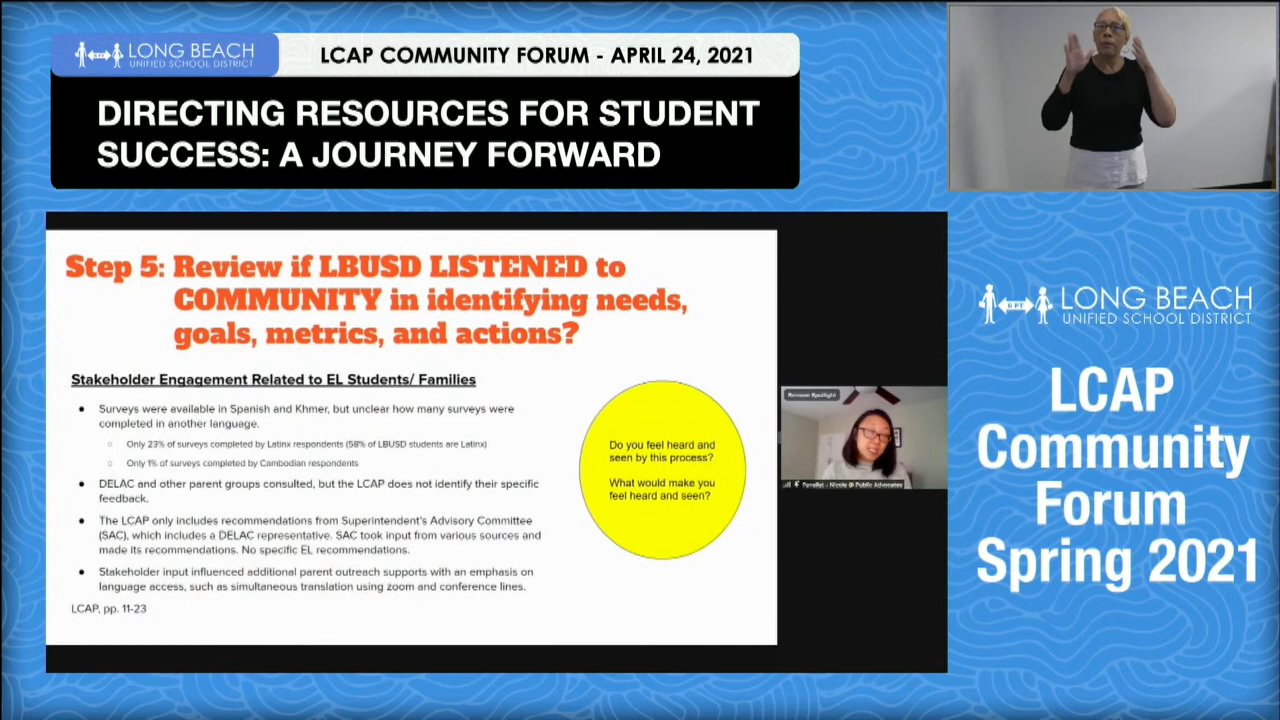 LONG BEACH
UNIFIED SCHOOL DISTRICT
LCAP COMMUNITY FORUM - APRIL 24, 2021
DIRECTING RESOURCES FOR STUDENT
SUCCESS: A JOURNEY FORWARD
Step 5: Review if LBUSD LISTENED to
COMMUNITY in identifying needs,
goals, metrics, and actions?
Stakeholder Engagement Related to EL Students/ Families
● Surveys were available in Spanish and Khmer, but unclear how many surveys were
completed in another language.
○ Only 23% of surveys completed by Latinx respondents (58% of LBUSD students are Latinx)
○ Only 1% of surveys completed by Cambodian respondents
● DELAC and other parent groups consulted, but the LCAP does not identify their specific
feedback.
● The LCAP only includes recommendations from Superintendent's Advisory Committee
(SAC), which includes a DELAC representative. SAC took input from various sources and
made its recommendations. No specific EL recommendations.
● Stakeholder input influenced additional parent outreach supports with an emphasis on
language access, such as simultaneous translation using zoom and conference lines.
LCAP, pp. 11-23
Do you feel heard and
seen by this process?
What would make you
feel heard and seen?
Remove Spotlight
Panelist - Nicole @ Public Advocates
6 FT
LONG BEACH
UNIFIED SCHOOL DISTRICT
LCAP
Community
Forum
Spring 2021